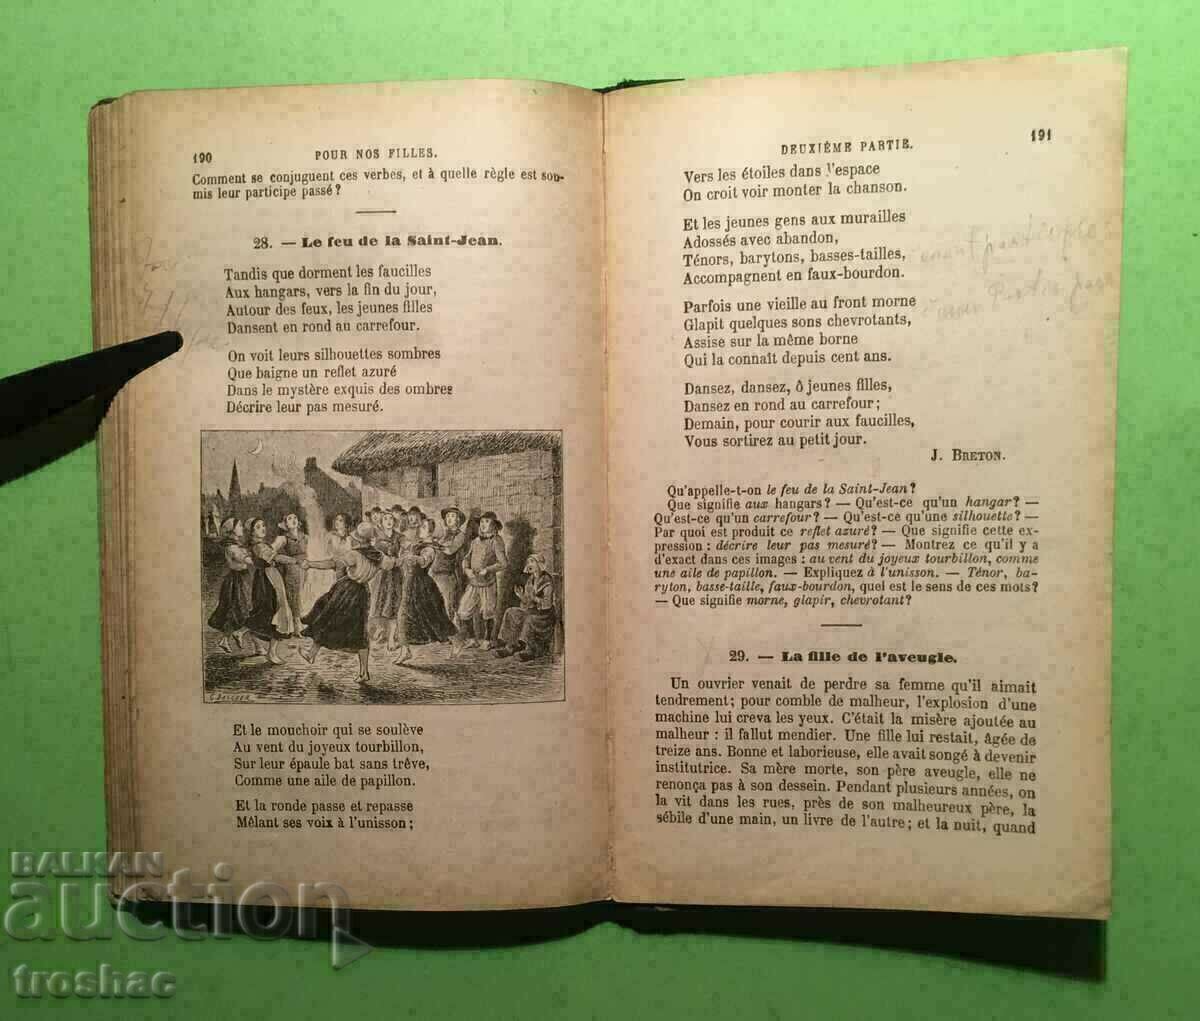 190 POUR NOS FILLES.
Comment se conjuguent ces verbes, et à quelle règle est sou-
mis leur participe passé?
28. — Le feu de la Saint-Jean.
Tandis que dorment les faucilles
Aux hangars, vers la fin du jour,
Autour des feux, les jeunes filles
Dansent en rond au carrefour.
On voit leurs silhouettes sombres
Que baigne un reflet azuré
Dans le mystère exquis des ombres
Décrire leur pas mesuré.
Et le mouchoir qui se soulève
Au vent du joyeux tourbillon,
Sur leur épaule bat sans trêve,
Comme une aile de papillon.
Et la ronde passe et repasse
Mêlant ses voix à l'unisson;
DEUXIÈME PARTIE. 191
Vers les étoiles dans l'espace
On croit voir monter la chanson.
Et les jeunes gens aux murailles
Adossés avec abandon,
Ténors, barytons, basses-tailles,
Accompagnent en faux-bourdon.
Parfois une vieille au front morne
Glapit quelques sons chevrotants,
Assise sur la même borne
Qui la connaît depuis cent ans.
Dansez, dansez, ô jeunes filles,
Dansez en rond au carrefour;
Demain, pour courir aux faucilles,
Vous sortirez au petit jour.
J. BRETON.
Qu'appelle-t-on le feu de la Saint-Jean?
Que signifie aux hangars? — Qu'est-ce qu'un hangar? —
Qu'est-ce qu'un carrefour? — Qu'est-ce qu'une silhouette? —
Par quoi est produit ce reflet azuré? — Que signifie cette ex-
pression : décrire leur pas mesuré? — Montrez ce qu'il y a
d'exact dans ces images : au vent du joyeux tourbillon, comme
une aile de papillon. — Expliquez à l'unisson. — Ténor, ba-
ryton, basse-taille, faux-bourdon, quel est le sens de ces mots?
— Que signifie morne, glapir, chevrotant?
29. — La fille de l'aveugle.
Un ouvrier venait de perdre sa femme qu'il aimait
tendrement; pour comble de malheur, l'explosion d'une
machine lui creva les yeux. C'était la misère ajoutée au
malheur : il fallut mendier. Une fille lui restait, âgée de
treize ans. Bonne et laborieuse, elle avait songé à devenir
institutrice. Sa mère morte, son père aveugle, elle ne
renonça pas à son dessein. Pendant plusieurs années, on
la vit dans les rues, près de son malheureux père, la
sébile d'une main, un livre de l'autre; et la nuit, quand
BALKAN
auction
troshac